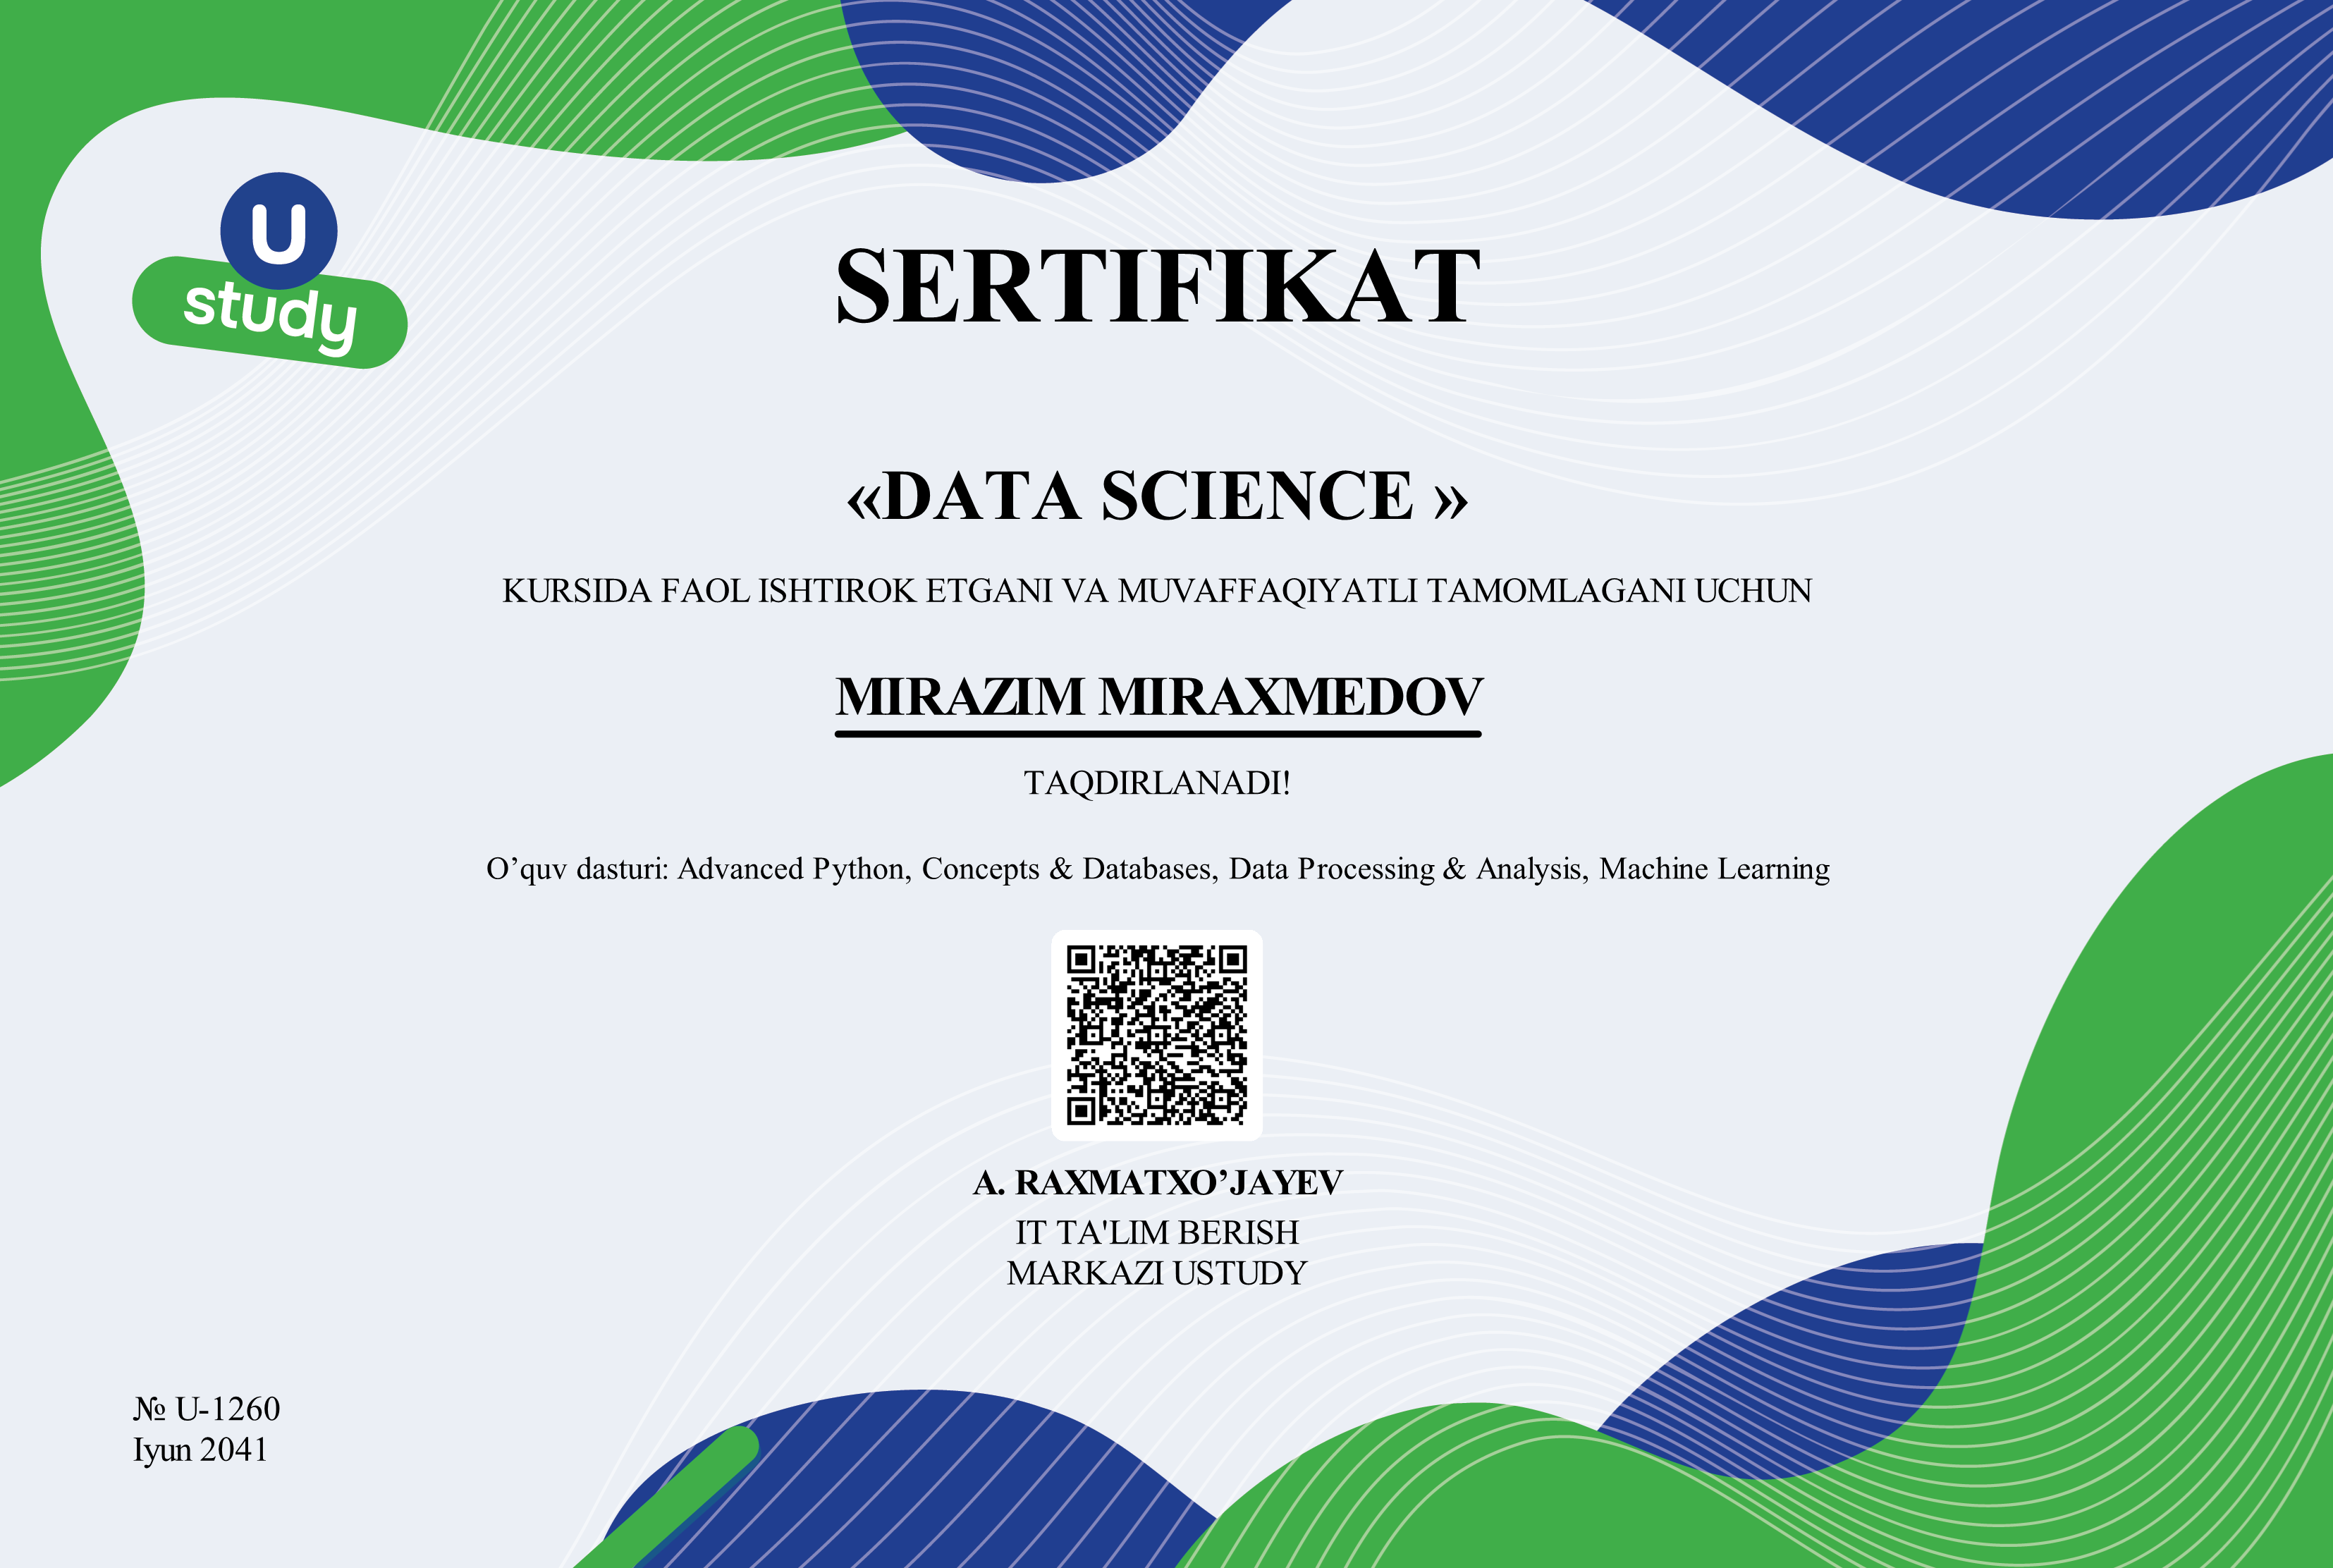 U
study
SERTIFIKAT
«DATA SCIENCE »
KURSIDA FAOL ISHTIROK ETGANI VA MUVAFFAQIYATLI TAMOMLAGANI UCHUN
MIRAZIM MIRAXMEDOV
TAQDIRLANADI!
O’quv dasturi: Advanced Python, Concepts & Databases, Data Processing & Analysis, Machine Learning
A. RAXMATXO’JAYEV
IT TA'LIM BERISH
MARKAZI USTUDY
№ U-1260
Iyun 2041